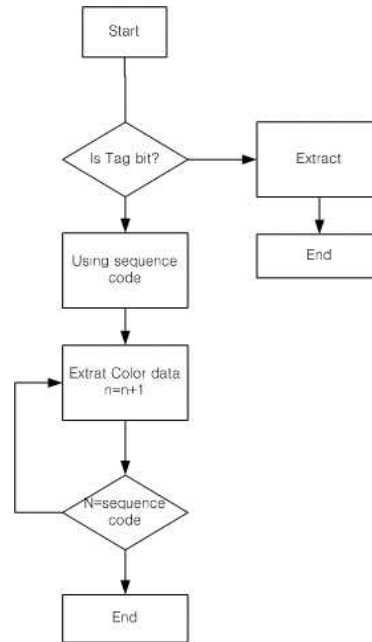 Start
Is Tag bit?
Extract
End
Using sequence
code
Extrat Color data
n=n+1
N=sequence
code
End